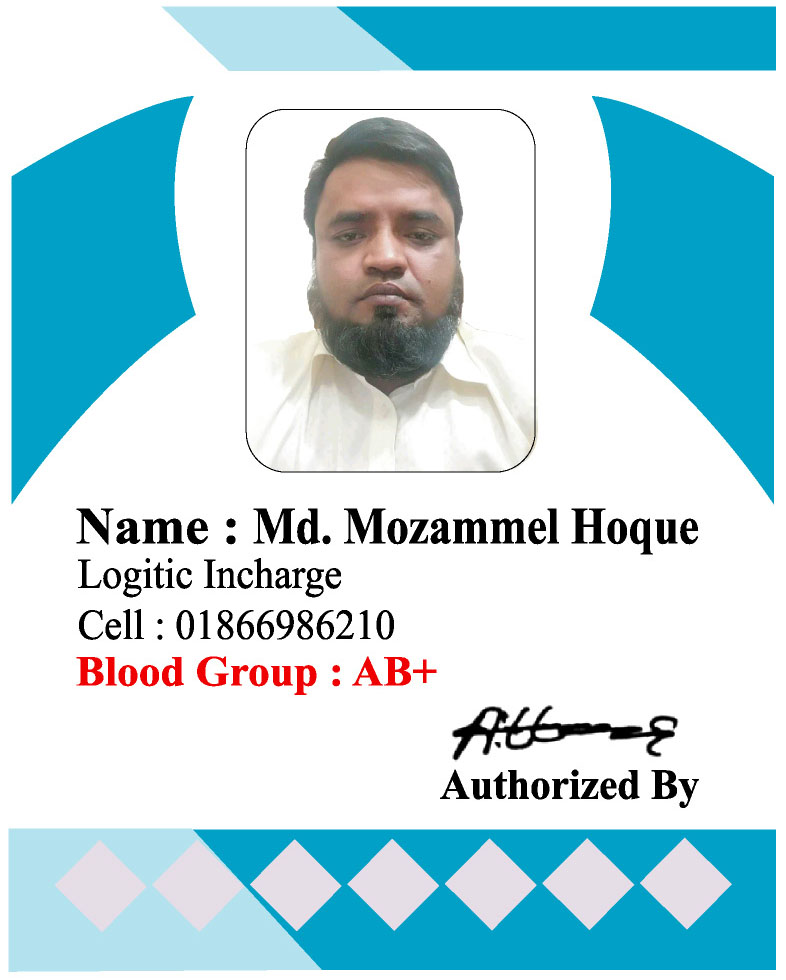 Name : Md. Mozammel Hoque
Logitic Incharge
Cell : 01866986210
Blood Group : AB+
Authorized By